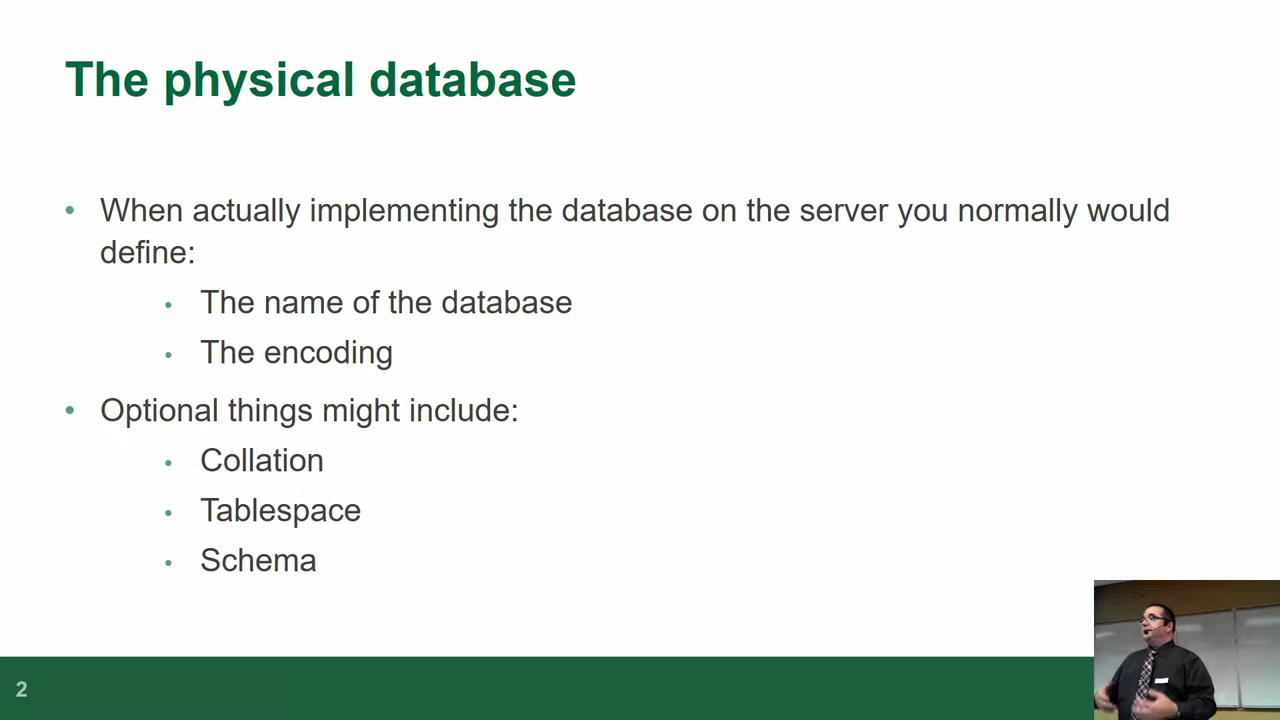 The physical database
• When actually implementing the database on the server you normally would
define:
• The name of the database
• The encoding
• Optional things might include:
• Collation
• Tablespace
• Schema
2